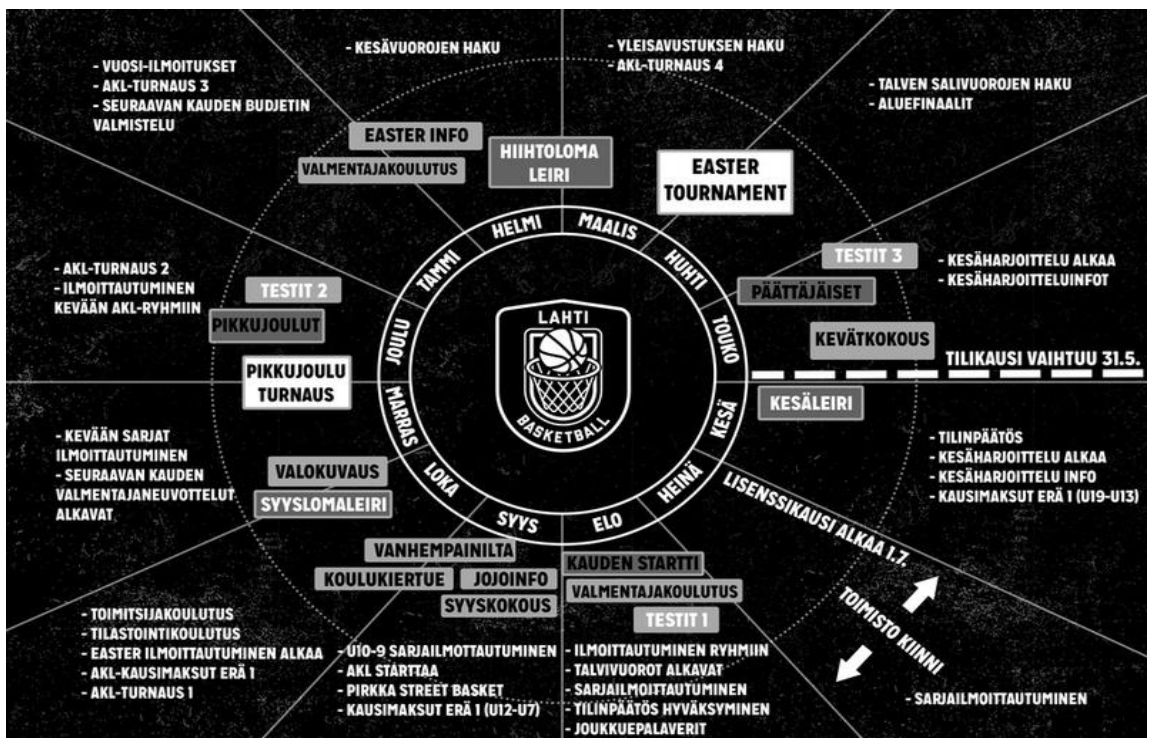 - KESÄVUOROJEN HAKU
- YLEISAVUSTUKSEN HAKU
- AKL-TURNAUS 4
- VUOSI-ILMOITUKSET
- AKL-TURNAUS 3
- SEURAAVAN KAUDEN BUDJETIN
VALMISTELU
- TALVEN SALIVUOROJEN HAKU
- ALUEFINAALIT
EASTER INFO
VALMENTAJAKOULUTUS
HIIHTOLOMA
LEIRI
EASTER
TOURNAMENT
HELMI
MAALIS
TAMMI
HUHTI
JOULU
TOUKO
MARRAS
KESÄ
LOKA
HEINÄ
SYYS
ELO
LAHTI
BASKETBALL
- AKL-TURNAUS 2
- ILMOITTAUTUMINEN
KEVÄÄN AKL-RYHMIIN
TESTIT 2
PIKKUJOULUT
PIKKUJOULU
TURNAUS
TESTIT 3
PÄÄTTÄJÄISET
KEVÄTKOKOUS
- KESÄHARJOITTELU ALKAA
- KESÄHARJOITTELUINFOT
TILIKAUSI VAIHTUU 31.5.
KESÄLEIRI
- KEVÄÄN SARJAT
ILMOITTAUTUMINEN
- SEURAAVAN KAUDEN
VALMENTAJANEUVOTTELUT
ALKAVAT
VALOKUVAUS
SYYSLOMALEIRI
- TILINPÄÄTÖS
- KESÄHARJOITTELU ALKAA
- KESÄHARJOITTELU INFO
- KAUSIMAKSUT ERÄ 1 (U19-U13)
LISENSSIKAUSI ALKAA 1.7.
TOIMISTO KIINNI
VANHEMPAINILTA
KOULUKIERTUE
JOJOINFO
SYYSKOKOUS
KAUDEN STARTTI
VALMENTAJAKOULUTUS
TESTIT 1
- TOIMITSIJAKOULUTUS
- TILASTOINTIKOULUTUS
- EASTER ILMOITTAUTUMINEN ALKAA
- AKL-KAUSIMAKSUT ERÄ 1
- AKL-TURNAUS 1
- U10-9 SARJAILMOTTAUTUMINEN
- AKL STARTTAA
- PIRKKA STREET BASKET
- KAUSIMAKSUT ERÄ 1 (U12-U7)
- ILMOITTAUTUMINEN RYHMIIN
- TALVIVUOROT ALKAVAT
- SARJAILMOITTAUTUMINEN
- TILINPÄÄTÖS HYVÄKSYMINEN
- JOUKKUEPALAVERIT
- SARJAILMOITTAUTUMINEN